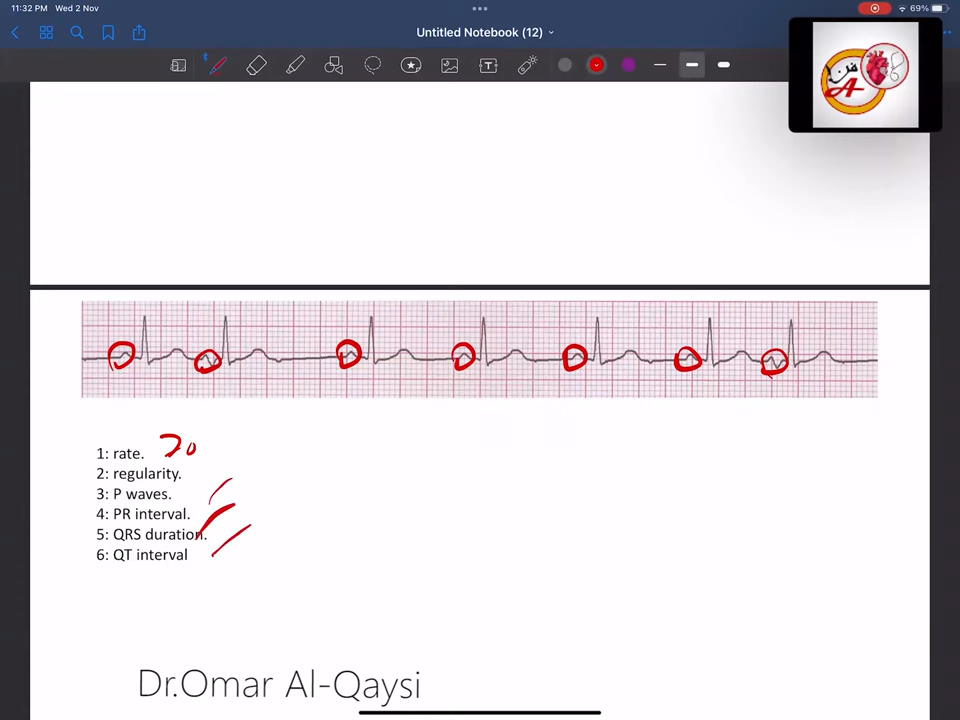 11:32 PM Wed 2 Nov
69%
Untitled Notebook (12)
فن
A
1: rate. 70
2: regularity.
3: P waves.
4: PR interval.
5: QRS duration.
6: QT interval
Dr.Omar Al-Qaysi